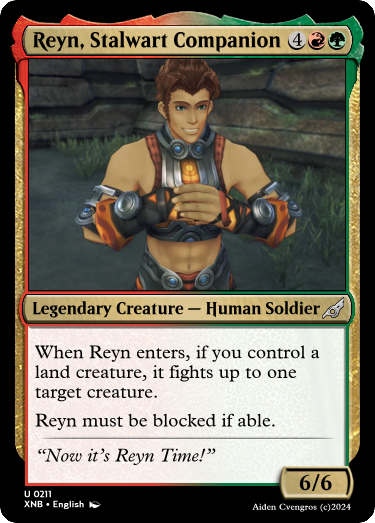 Reyn, Stalwart Companion 4
Legendary Creature — Human Soldier
When Reyn enters, if you control a
land creature, it fights up to one
target creature.
Reyn must be blocked if able.
“Now it's Reyn Time!”
6/6
U 0211
XNB • English
Aiden Cvengros (c)2024